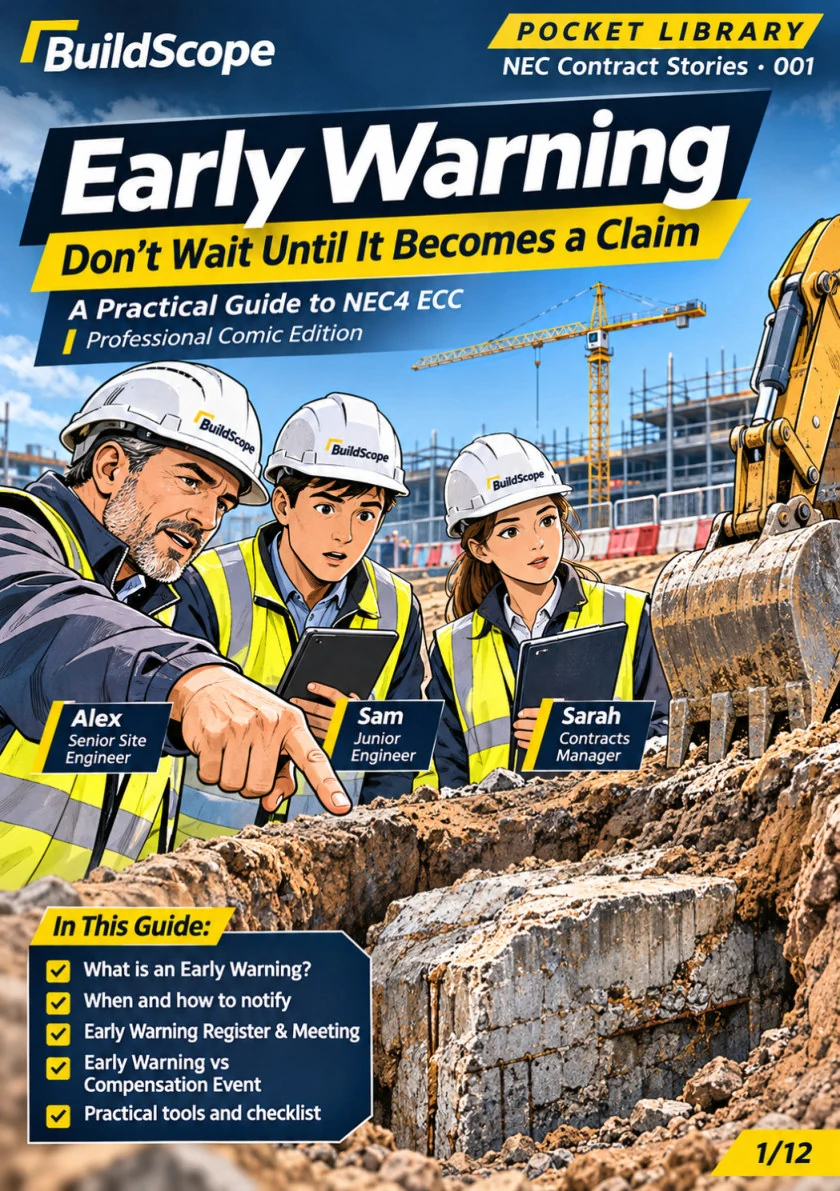 BuildScope
POCKET LIBRARY
NEC Contract Stories · 001
Early Warning
Don't Wait Until It Becomes a Claim
A Practical Guide to NEC4 ECC
Professional Comic Edition
BuildScope
BuildScope
BuildScope
Alex
Senior Site
Engineer
Sam
Junior
Engineer
Sarah
Contracts
Manager
In This Guide:
What is an Early Warning?
When and how to notify
Early Warning Register & Meeting
Early Warning vs
Compensation Event
Practical tools and checklist
1/12